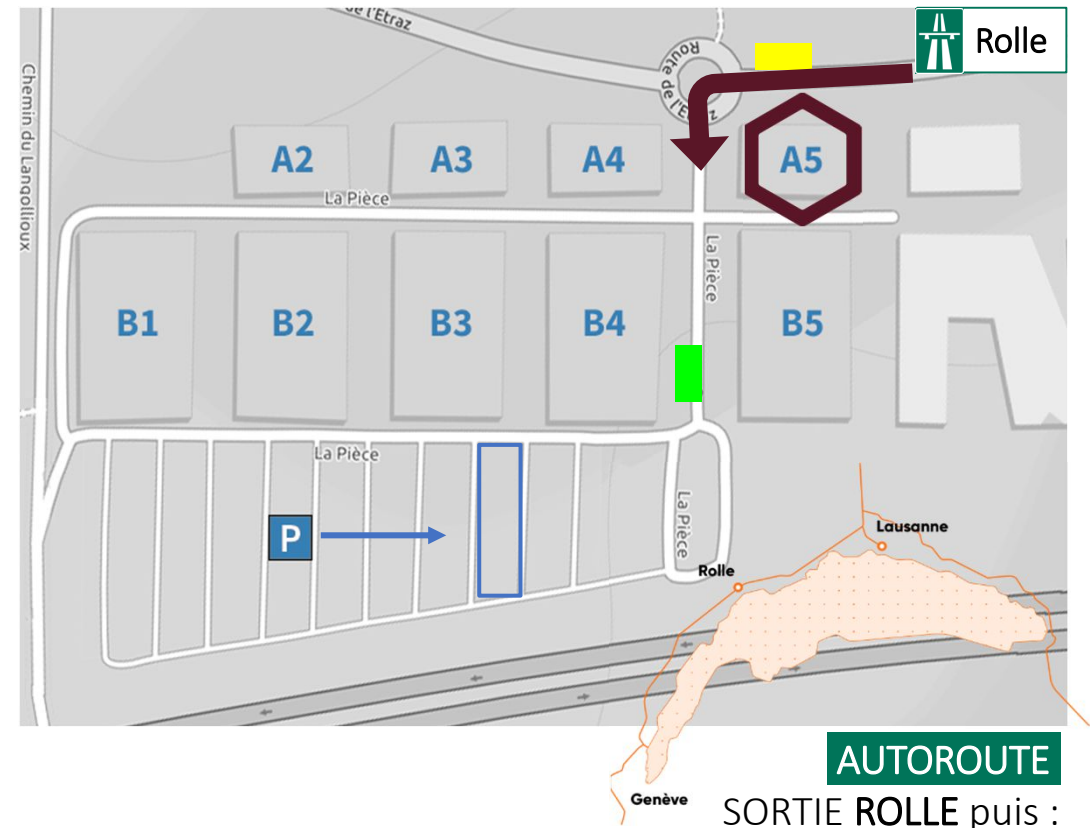 de l'Etraz
Rolle
Route de l'Etraz
Chemin du Langollioux
A2
A3
A4
A5
La Pièce
La Pièce
B1
B2
B3
B4
B5
La Pièce
La Pièce
P
Lausanne
Rolle
Genève
AUTOROUTE
SORTIE ROLLE puis :